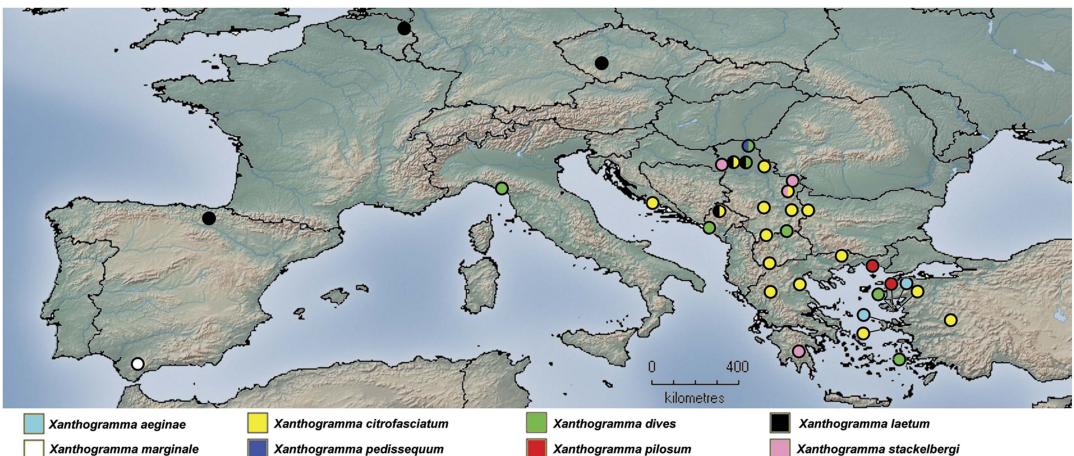 0 400
kilometres
Xanthogramma aeginae Xanthogramma citrofasciatum Xanthogramma dives Xanthogramma laetum
Xanthogramma marginale Xanthogramma pedissequum Xanthogramma pilosum Xanthogramma stackelbergi